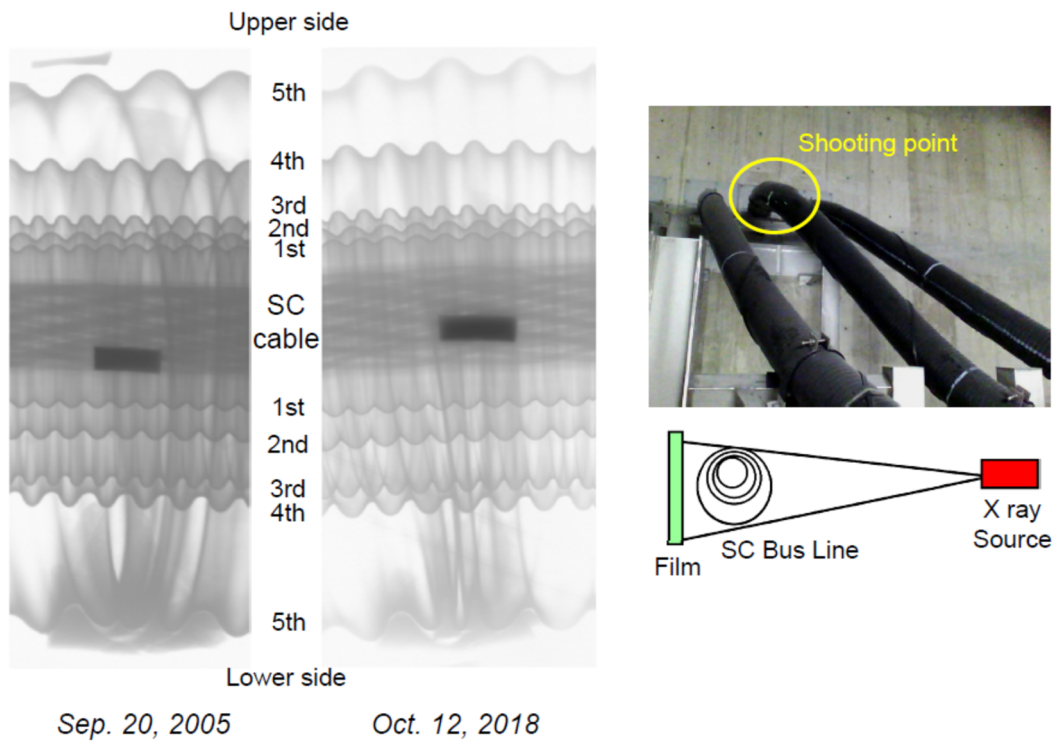 Upper side
5th
4th
3rd
2nd
1st
SC
cable
1st
2nd
3rd
4th
5th
Lower side
Sep. 20, 2005
Oct. 12, 2018
Shooting point
Film
SC Bus Line
X ray
Source